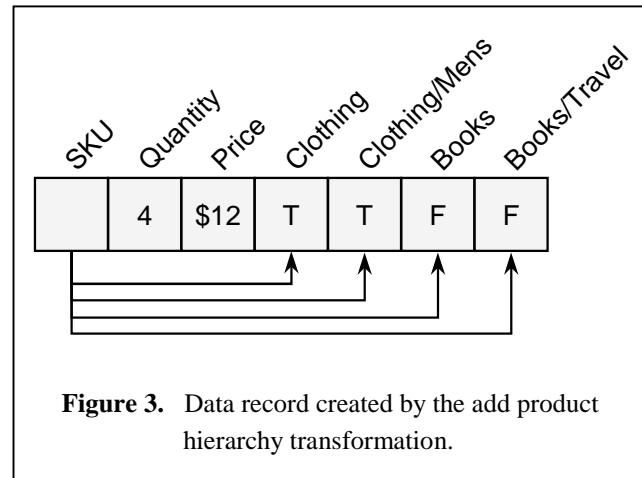 SKU
Quantity
Price
Clothing
Clothing/Mens
Books
Books/Travel
4
$12
T
T
F
F
Figure 3. Data record created by the add product
hierarchy transformation.